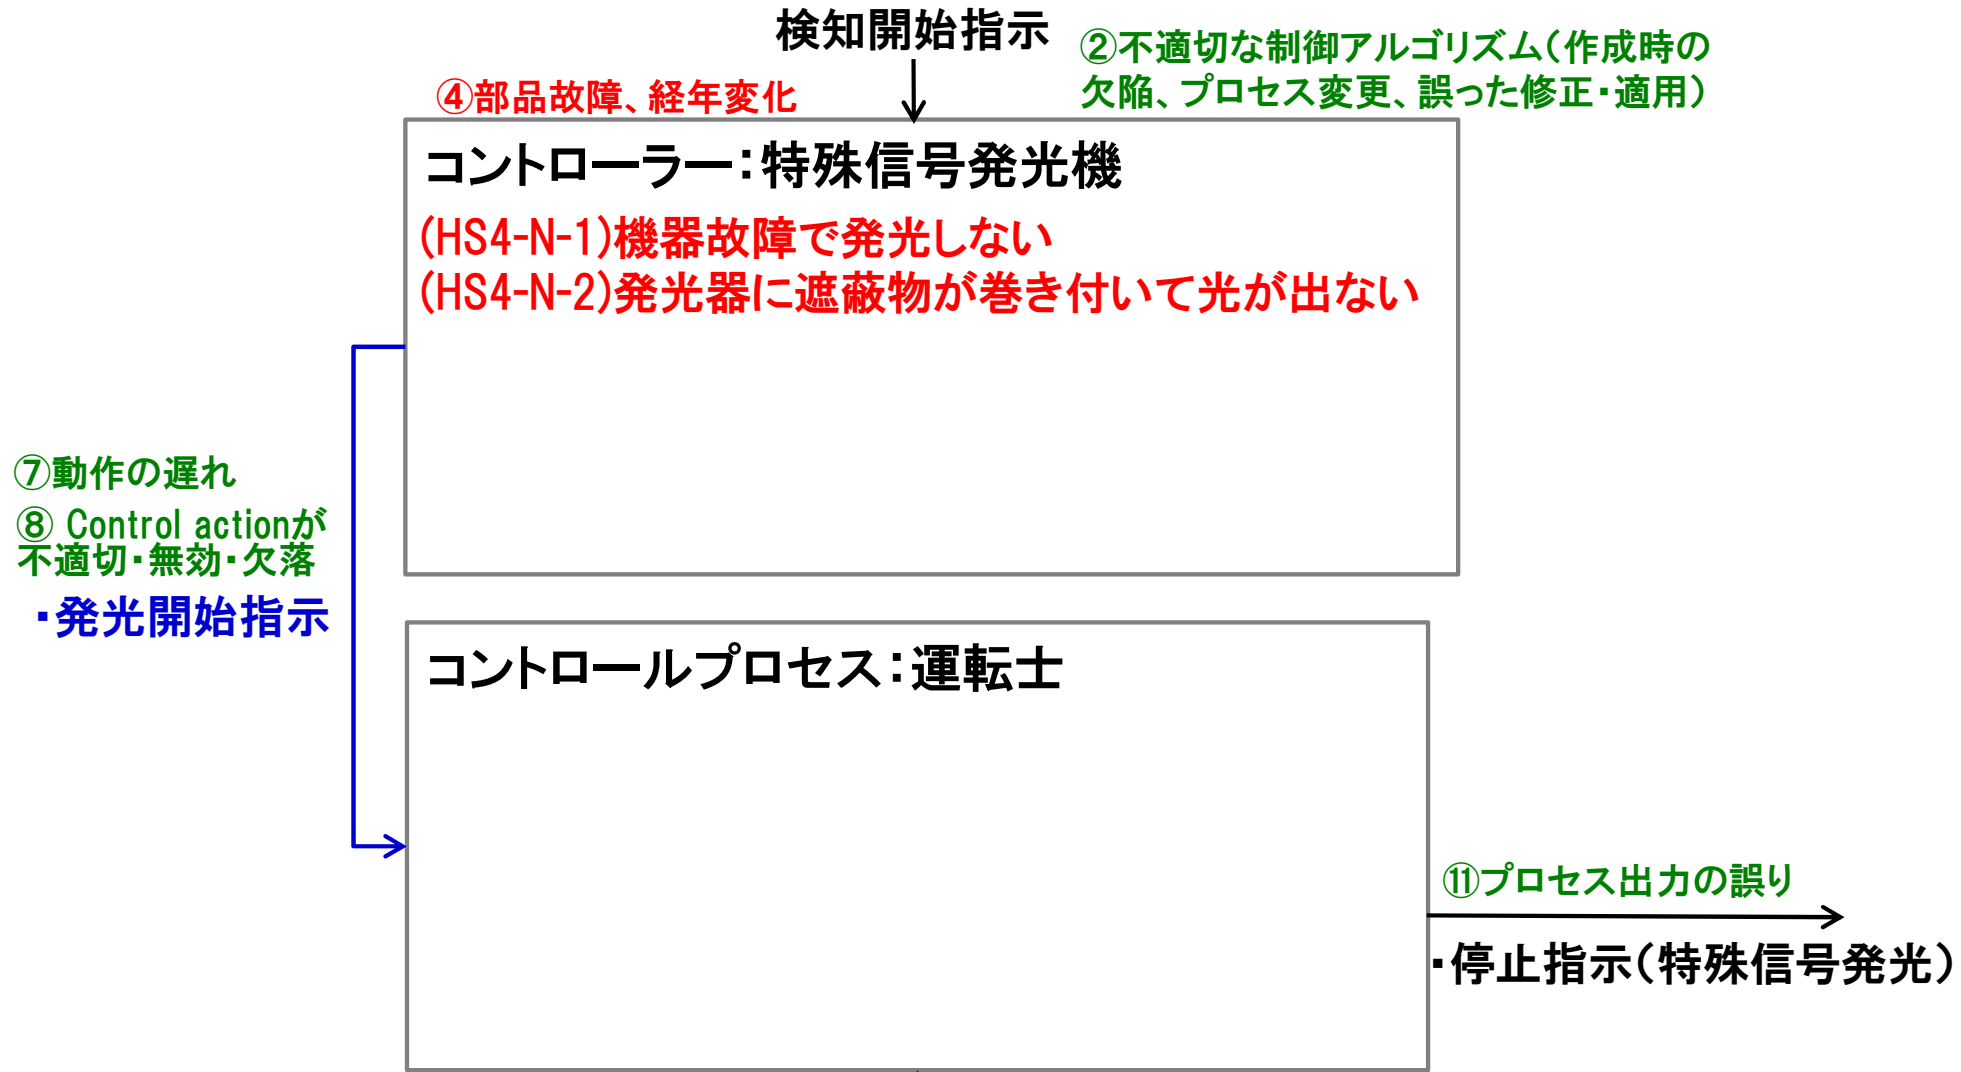 検知開始指示
②不適切な制御アルゴリズム(作成時の
欠陥、プロセス変更、誤った修正・適用)
④部品故障、経年変化
コントローラー:特殊信号発光機
(HS4-N-1)機器故障で発光しない
(HS4-N-2)発光器に遮蔽物が巻き付いて光が出ない
⑦動作の遅れ
⑧ Control actionが
不適切・無効・欠落
・発光開始指示
コントロールプロセス:運転士
⑪プロセス出力の誤り
・停止指示(特殊信号発光)